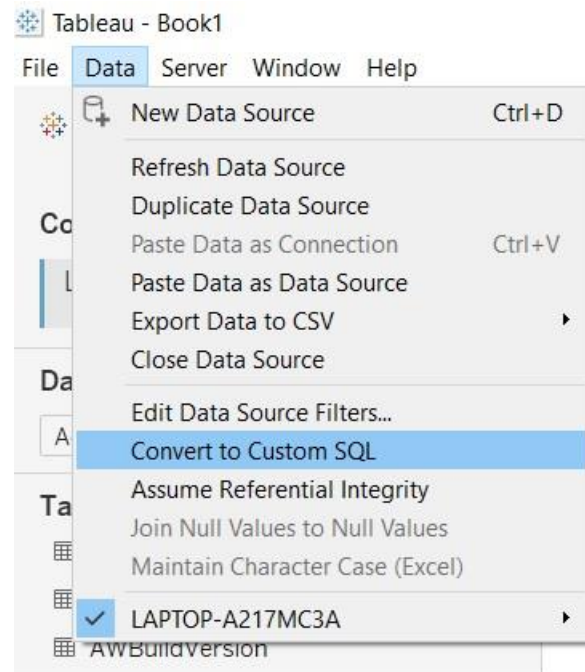 Tableau - Book1
File Data Server Window Help
New Data Source Ctrl+D
Refresh Data Source
Duplicate Data Source
Co
Paste Data as Connection Ctrl+V
L
Paste Data as Data Source
Export Data to CSV
Close Data Source
Da
Edit Data Source Filters...
A
Convert to Custom SQL
Assume Referential Integrity
Ta
Join Null Values to Null Values
Maintain Character Case (Excel)
LAPTOP-A217MC3A
AWBuildVersion